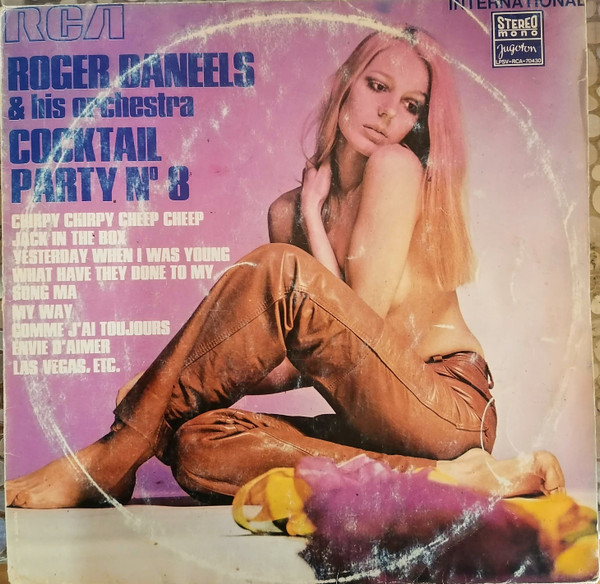 RCA
INTERNATIONAL
STEREO
mono
Jugoton
LPSV-RCA-70430
ROGER DANEELS
& his orchestra
COCKTAIL
PARTY Nº 8
CHIRPY CHIRPY CHEEP CHEEP
JACK IN THE BOX
YESTERDAY WHEN I WAS YOUNG
WHAT HAVE THEY DONE TO MY
SONG MA
MY WAY
COMME J'AI TOUJOURS
ENVIE D'AIMER
LAS VEGAS, ETC.